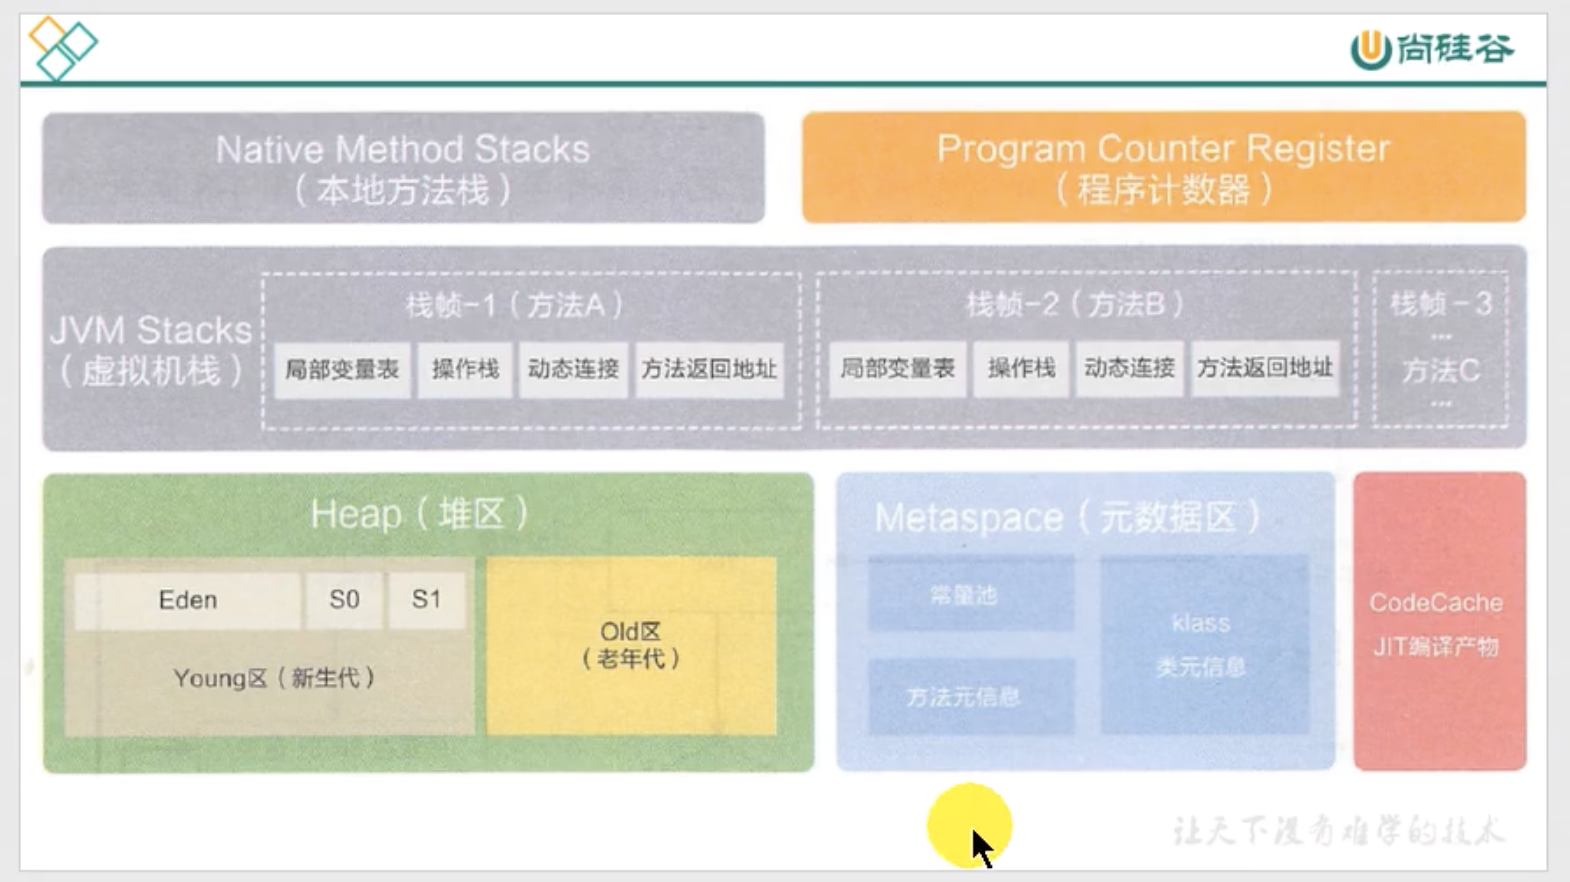 尚硅谷
Native Method Stacks
（本地方法栈）
Program Counter Register
（程序计数器）
JVM Stacks
（虚拟机栈）
栈帧-1（方法A）
局部变量表
操作栈
动态连接
方法返回地址
栈帧-2（方法B）
局部变量表
操作栈
动态连接
方法返回地址
栈帧-3
...
方法C
...
Heap（堆区）
Eden
S0
S1
Young区（新生代）
Old区
（老年代）
Metaspace（元数据区）
常量池
方法元信息
klass
类元信息
CodeCache
JIT编译产物
让天下没有难学的技术